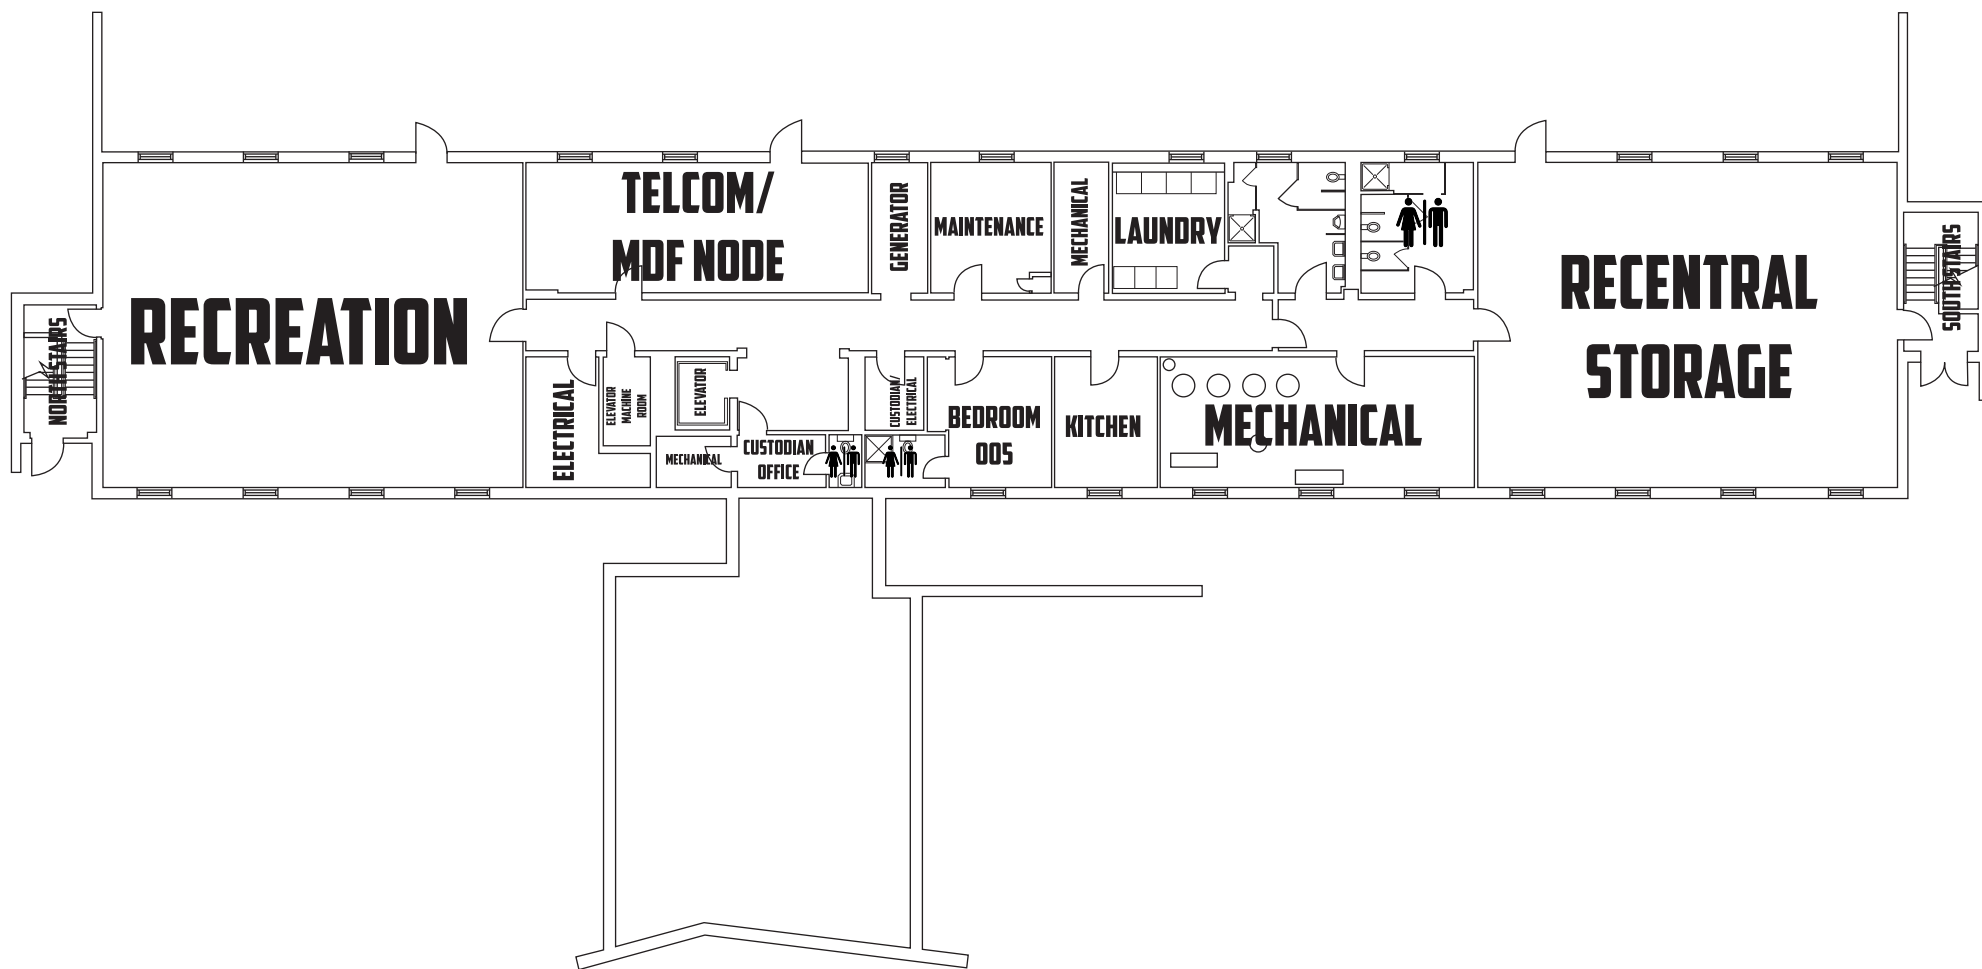 TELCOM/
MDF NODE
GENERATOR
MAINTENANCE
MECHANICAL
LAUNDRY
RECREATION
RECENTRAL
STORAGE
NORTH STAIRS
SOUTH STAIRS
ELECTRICAL
ELEVATOR
MACHINE
ROOM
ELEVATOR
MECHANICAL
CUSTODIAN
OFFICE
CUSTODIAN/
ELECTRICAL
BEDROOM
005
KITCHEN
MECHANICAL